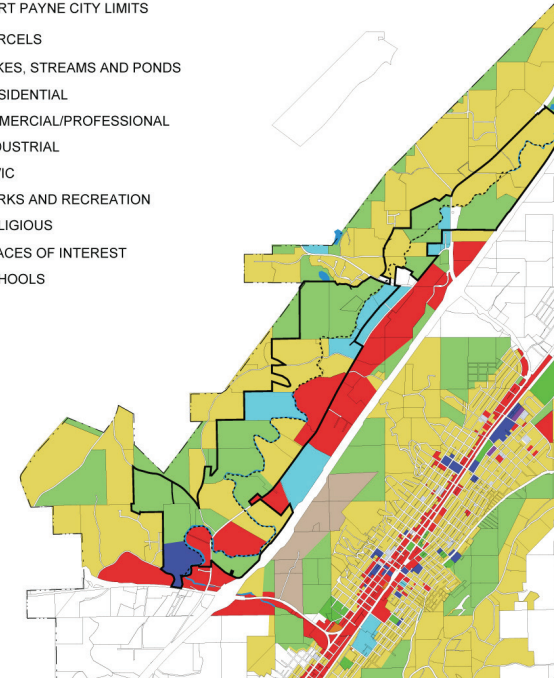 RT PAYNE CITY LIMITS
RCELS
KES, STREAMS AND PONDS
SIDENTIAL
MERCIAL/PROFESSIONAL
DUSTRIAL
VIC
RKS AND RECREATION
LIGIOUS
ACES OF INTEREST
HOOLS